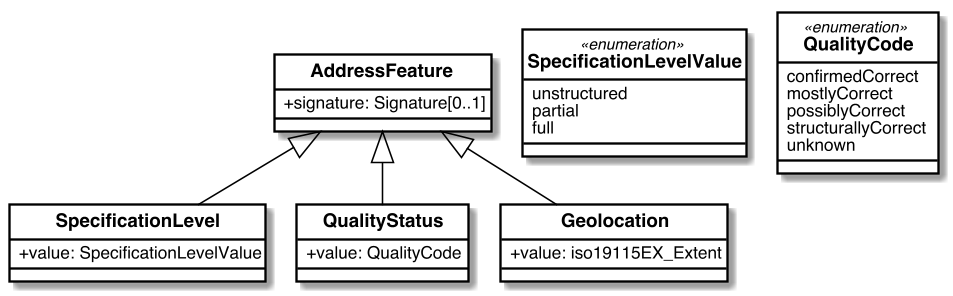 AddressFeature
+signature: Signature[0..1]
«enumeration»
SpecificationLevelValue
unstructured
partial
full
«enumeration»
QualityCode
confirmedCorrect
mostlyCorrect
possiblyCorrect
structurallyCorrect
unknown
SpecificationLevel
+value: SpecificationLevelValue
QualityStatus
+value: QualityCode
Geolocation
+value: iso19115EX_Extent